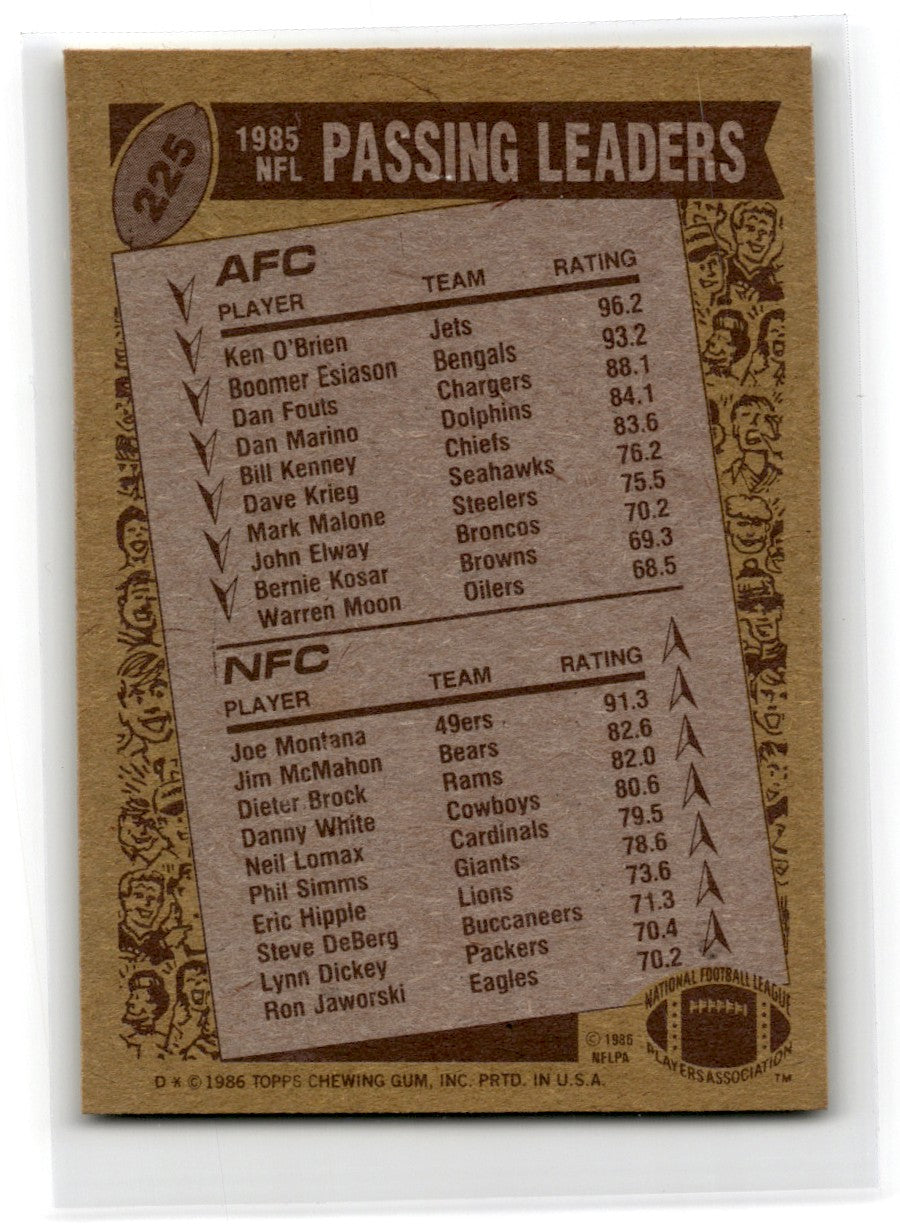 225
1985
NFL
PASSING LEADERS
AFC
PLAYER TEAM RATING
Ken O'Brien Jets 96.2
Boomer Esiason Bengals 93.2
Dan Fouts Chargers 88.1
Dan Marino Dolphins 84.1
Bill Kenney Chiefs 83.6
Dave Krieg Seahawks 76.2
Mark Malone Steelers 75.5
John Elway Broncos 70.2
Bernie Kosar Browns 69.3
Warren Moon Oilers 68.5
NFC
PLAYER TEAM RATING
Joe Montana 49ers 91.3
Jim McMahon Bears 82.6
Dieter Brock Rams 82.0
Danny White Cowboys 80.6
Neil Lomax Cardinals 79.5
Phil Simms Giants 78.6
Eric Hipple Lions 73.6
Steve DeBerg Buccaneers 71.3
Lynn Dickey Packers 70.4
Ron Jaworski Eagles 70.2
© 1986
NFLPA
NATIONAL FOOTBALL LEAGUE
PLAYERS ASSOCIATION
TM
D * © 1986 TOPPS CHEWING GUM, INC. PRTD. IN U.S.A.